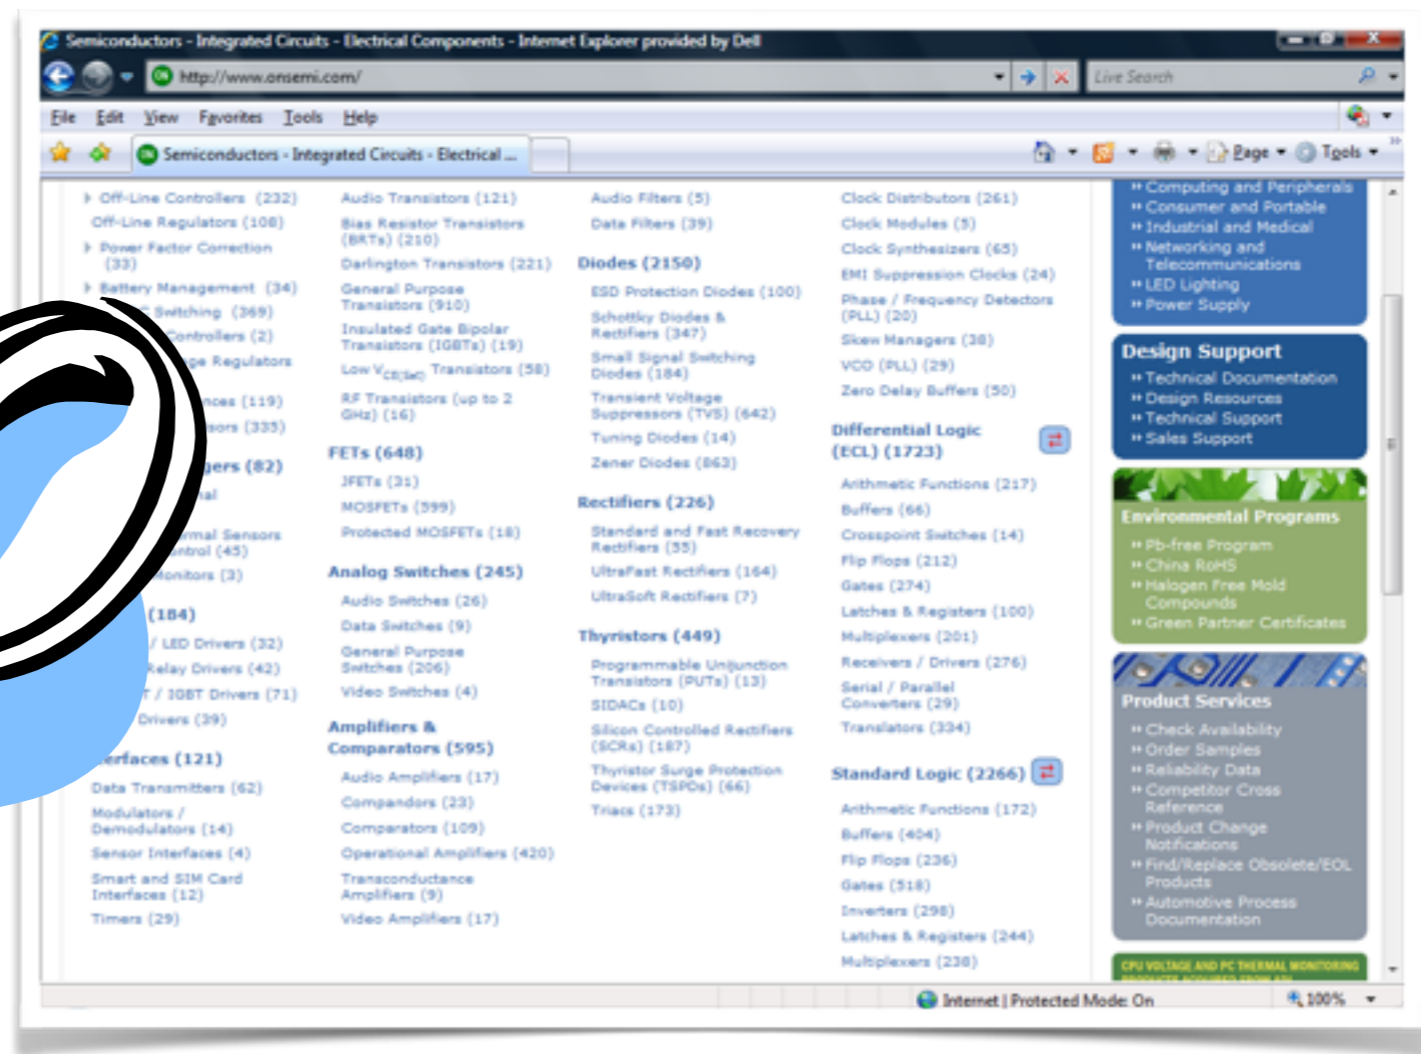 Semiconductors - Integrated Circuits - Electrical Components - Internet Explorer provided by Dell
http://www.onsemi.com/
Live Search
File Edit View Favorites Tools Help
Semiconductors - Integrated Circuits - Electrical ...
Page Tools
Off-Line Controllers (232)
Off-Line Regulators (108)
Power Factor Correction
(33)
Battery Management (34)
Switching (369)
Controllers (2)
Regulators
(119)
(335)
(82)
Sensors
(45)
Monitors (3)
(184)
/ LED Drivers (32)
Relay Drivers (42)
/ IGBT Drivers (71)
Drivers (39)
(121)
Data Transmitters (62)
Modulators /
Demodulators (14)
Sensor Interfaces (4)
Smart and SIM Card
Interfaces (12)
Timers (29)
Audio Transistors (121)
Bias Resistor Transistors
(BRTs) (210)
Darlington Transistors (221)
General Purpose
Transistors (910)
Insulated Gate Bipolar
Transistors (IGBTs) (19)
Low VCE(sat) Transistors (58)
RF Transistors (up to 2
GHz) (16)
FETs (648)
JFETs (31)
MOSFETs (599)
Protected MOSFETs (18)
Analog Switches (245)
Audio Switches (26)
Data Switches (9)
General Purpose
Switches (206)
Video Switches (4)
Amplifiers &
Comparators (595)
Audio Amplifiers (17)
Compandors (23)
Comparators (109)
Operational Amplifiers (420)
Transconductance
Amplifiers (9)
Video Amplifiers (17)
Audio Filters (5)
Data Filters (39)
Diodes (2150)
ESD Protection Diodes (100)
Schottky Diodes &
Rectifiers (347)
Small Signal Switching
Diodes (184)
Transient Voltage
Suppressors (TVS) (642)
Tuning Diodes (14)
Zener Diodes (863)
Rectifiers (226)
Standard and Fast Recovery
Rectifiers (55)
UltraFast Rectifiers (164)
UltraSoft Rectifiers (7)
Thyristors (449)
Programmable Unijunction
Transistors (PUTs) (13)
SIDACs (10)
Silicon Controlled Rectifiers
(SCRs) (187)
Thyristor Surge Protection
Devices (TSPDs) (66)
Triacs (173)
Clock Distributors (261)
Clock Modules (5)
Clock Synthesizers (65)
EMI Suppression Clocks (24)
Phase / Frequency Detectors
(PLL) (20)
Skew Managers (38)
VCO (PLL) (29)
Zero Delay Buffers (50)
Differential Logic
(ECL) (1723)
Arithmetic Functions (217)
Buffers (66)
Crosspoint Switches (14)
Flip Flops (212)
Gates (274)
Latches & Registers (100)
Multiplexers (201)
Receivers / Drivers (276)
Serial / Parallel
Converters (29)
Translators (334)
Standard Logic (2266)
Arithmetic Functions (172)
Buffers (404)
Flip Flops (236)
Gates (518)
Inverters (298)
Latches & Registers (244)
Multiplexers (238)
Computing and Peripherals
Consumer and Portable
Industrial and Medical
Networking and
Telecommunications
LED Lighting
Power Supply
Design Support
Technical Documentation
Design Resources
Technical Support
Sales Support
Environmental Programs
Pb-free Program
China RoHS
Halogen Free Mold
Compounds
Green Partner Certificates
Product Services
Check Availability
Order Samples
Reliability Data
Competitor Cross
Reference
Product Change
Notifications
Find/Replace Obsolete/EOL
Products
Automotive Process
Documentation
CPU VOLTAGE AND PC THERMAL MONITORING
Internet | Protected Mode: On
100%